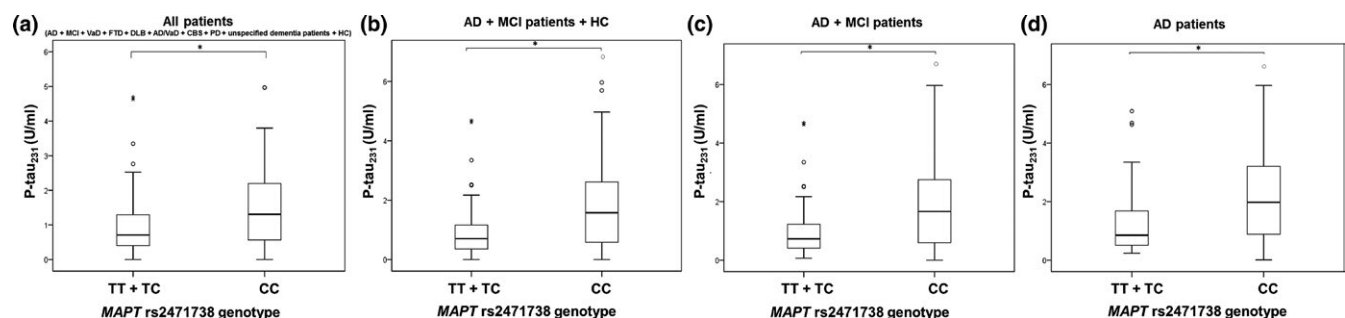 (a)
All patients
(AD + MCI + VaD + FTD + DLB + AD/VaD + CBS + PD + unspecified dementia patients + HC)
*
6
5
4
3
2
1
0
P-tau231 (U/ml)
*
TT + TC
CC
MAPT rs2471738 genotype
(b)
AD + MCI patients + HC
*
6
4
2
0
P-tau231 (U/ml)
*
TT + TC
CC
MAPT rs2471738 genotype
(c)
AD + MCI patients
*
6
4
2
0
P-tau231 (U/ml)
*
TT + TC
CC
MAPT rs2471738 genotype
(d)
AD patients
*
6
4
2
0
P-tau231 (U/ml)
TT + TC
CC
MAPT rs2471738 genotype